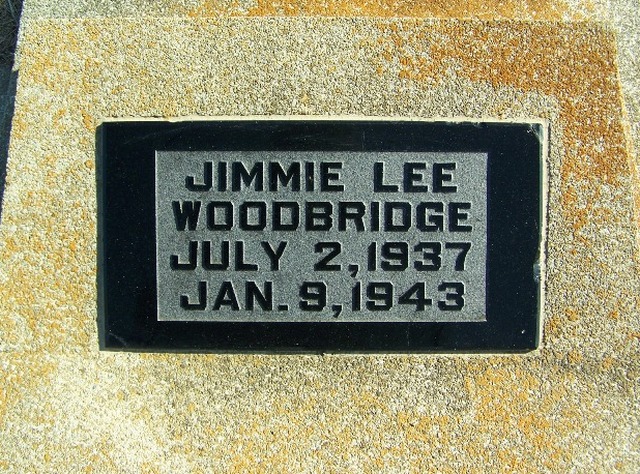 JIMMIE LEE
WOODBRIDGE
JULY 2, 1937
JAN. 9, 1943